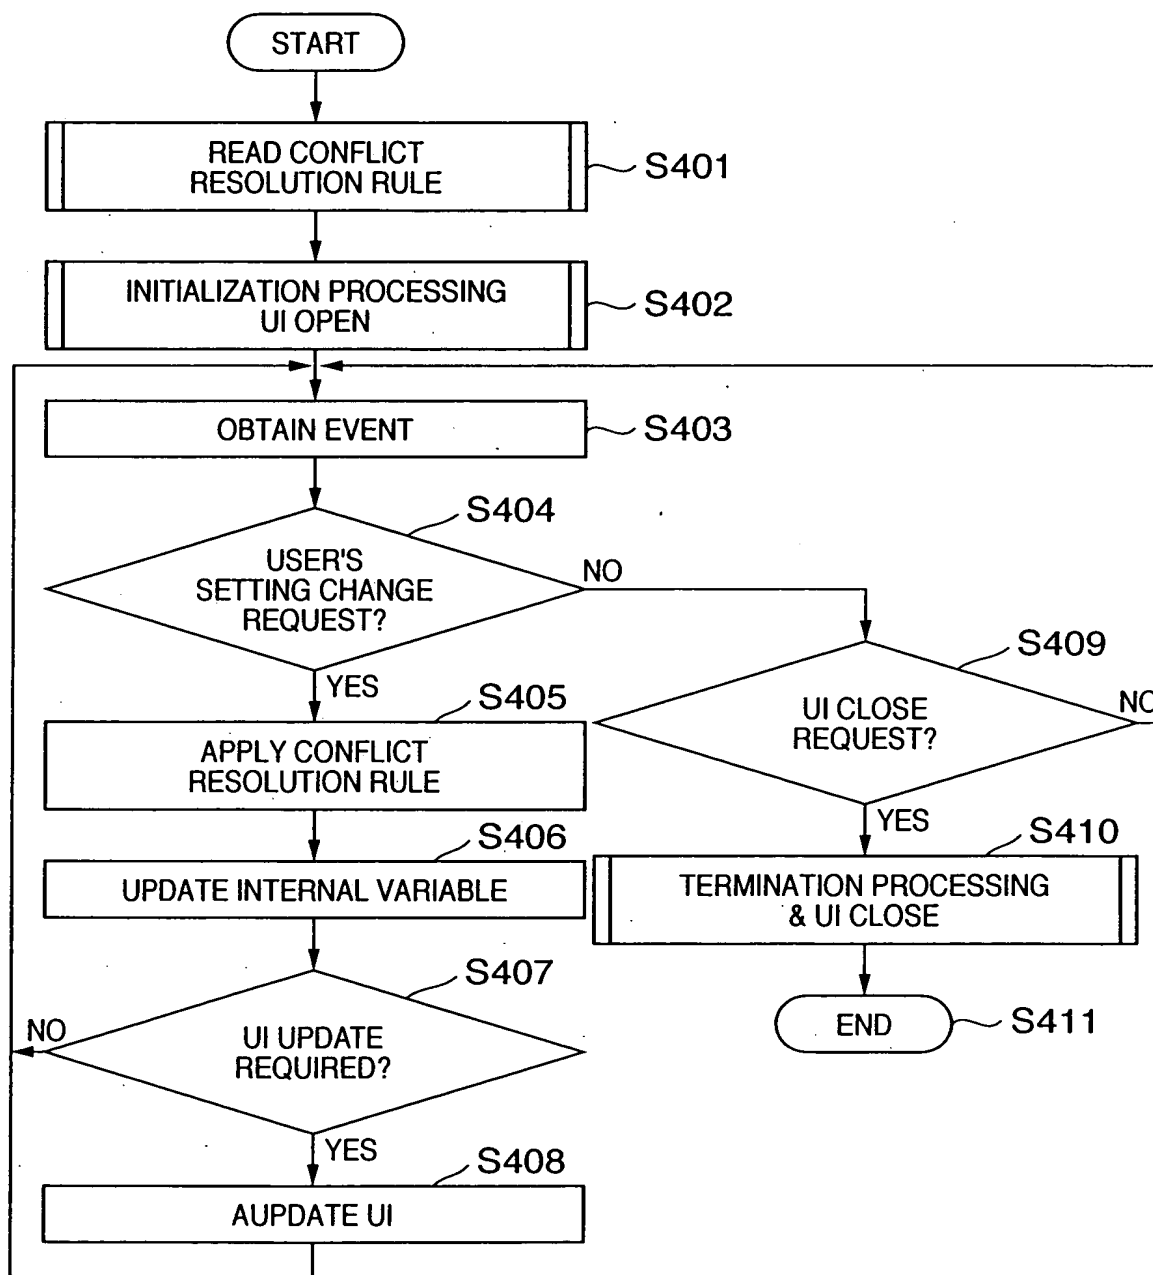 START
READ CONFLICT
RESOLUTION RULE
S401
INITIALIZATION PROCESSING
UI OPEN
S402
OBTAIN EVENT
S403
S404
USER'S
SETTING CHANGE
REQUEST?
NO
YES
S405
APPLY CONFLICT
RESOLUTION RULE
S406
UPDATE INTERNAL VARIABLE
S407
UI UPDATE
REQUIRED?
NO
YES
S408
AUPDATE UI
S409
UI CLOSE
REQUEST?
NO
YES
S410
TERMINATION PROCESSING
& UI CLOSE
END
S411